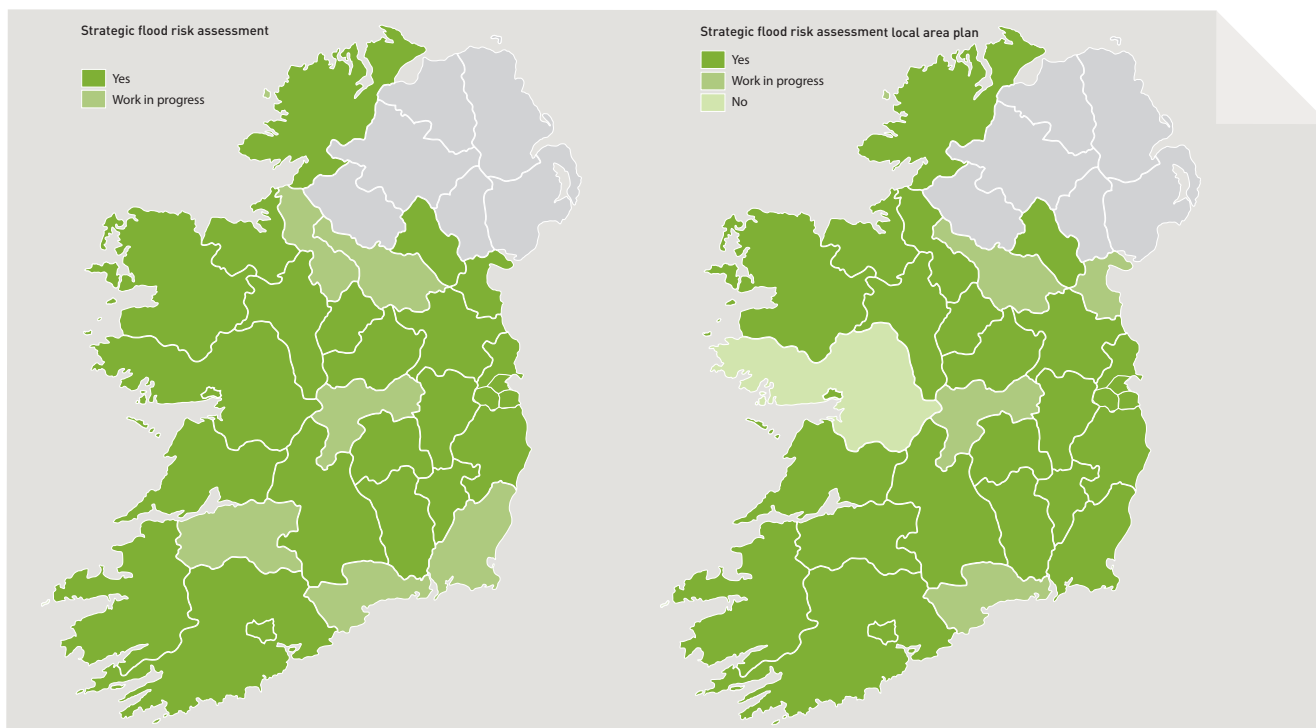 Strategic flood risk assessment
Yes
Work in progress
Strategic flood risk assessment local area plan
Yes
Work in progress
No